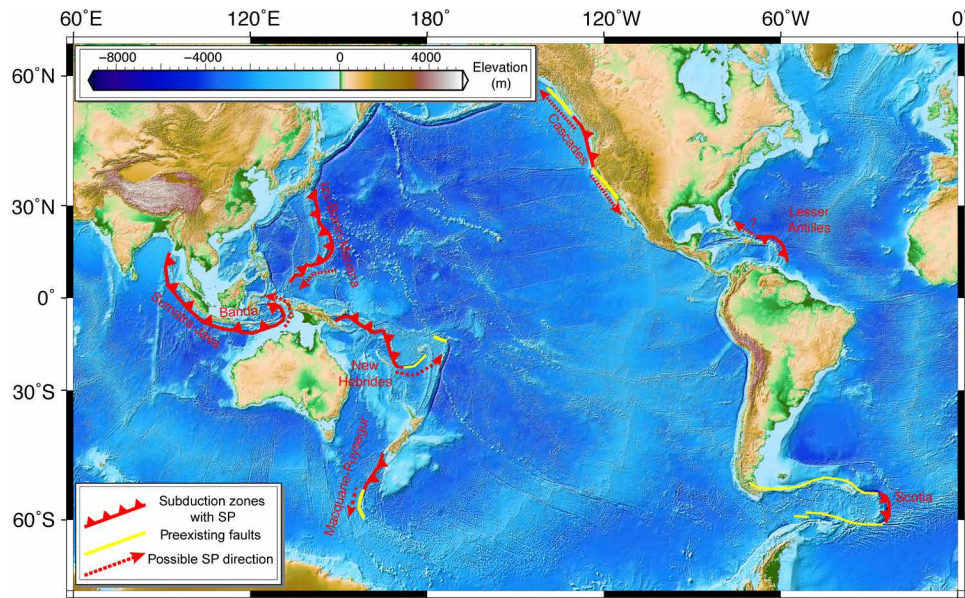 60°E 120°E 180° 120°W 60°W 0°
−8000 −4000 0 4000 Elevation
(m)
60°N
30°N
0°
30°S
60°S
Cascades
Izu-Bonin-Mariana
Lesser
Antilles
?
Sumatra-Java
Banda
New
Hebrides
Macquarie-Puysegur
Scotia
Subduction zones
with SP
Preexisting faults
Possible SP direction